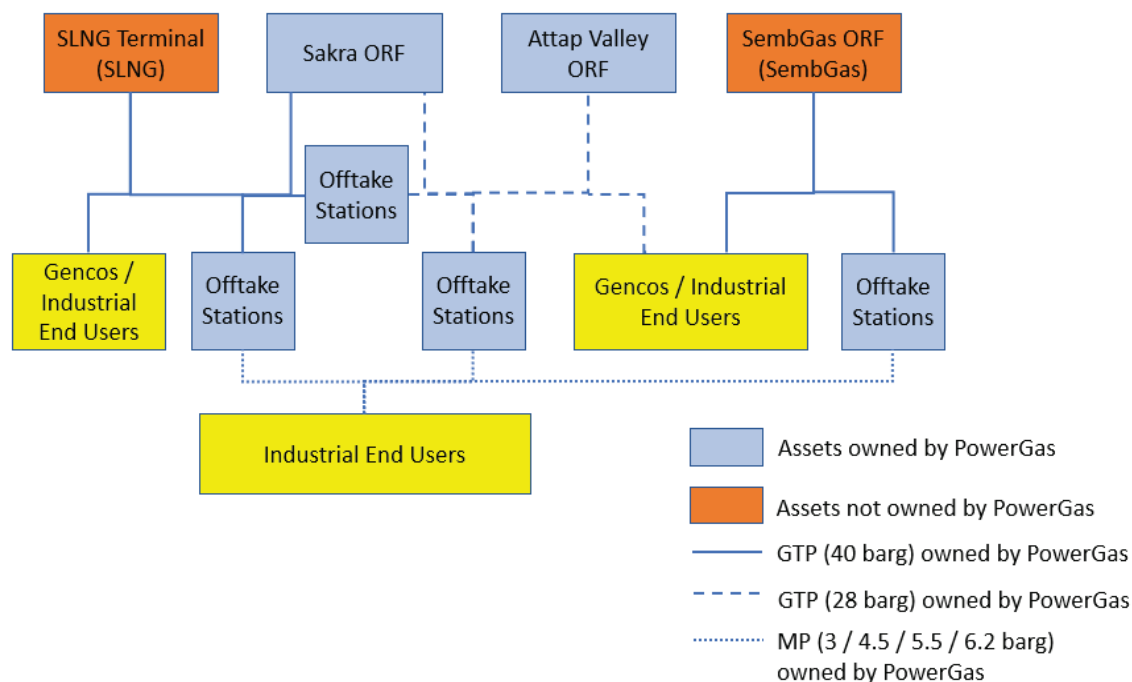 SLNG Terminal
(SLNG)
Sakra ORF
Attap Valley
ORF
SembGas ORF
(SembGas)
Offtake
Stations
Gencos /
Industrial
End Users
Offtake
Stations
Offtake
Stations
Gencos / Industrial
End Users
Offtake
Stations
Industrial End Users
Assets owned by PowerGas
Assets not owned by PowerGas
GTP (40 barg) owned by PowerGas
GTP (28 barg) owned by PowerGas
MP (3 / 4.5 / 5.5 / 6.2 barg)
owned by PowerGas